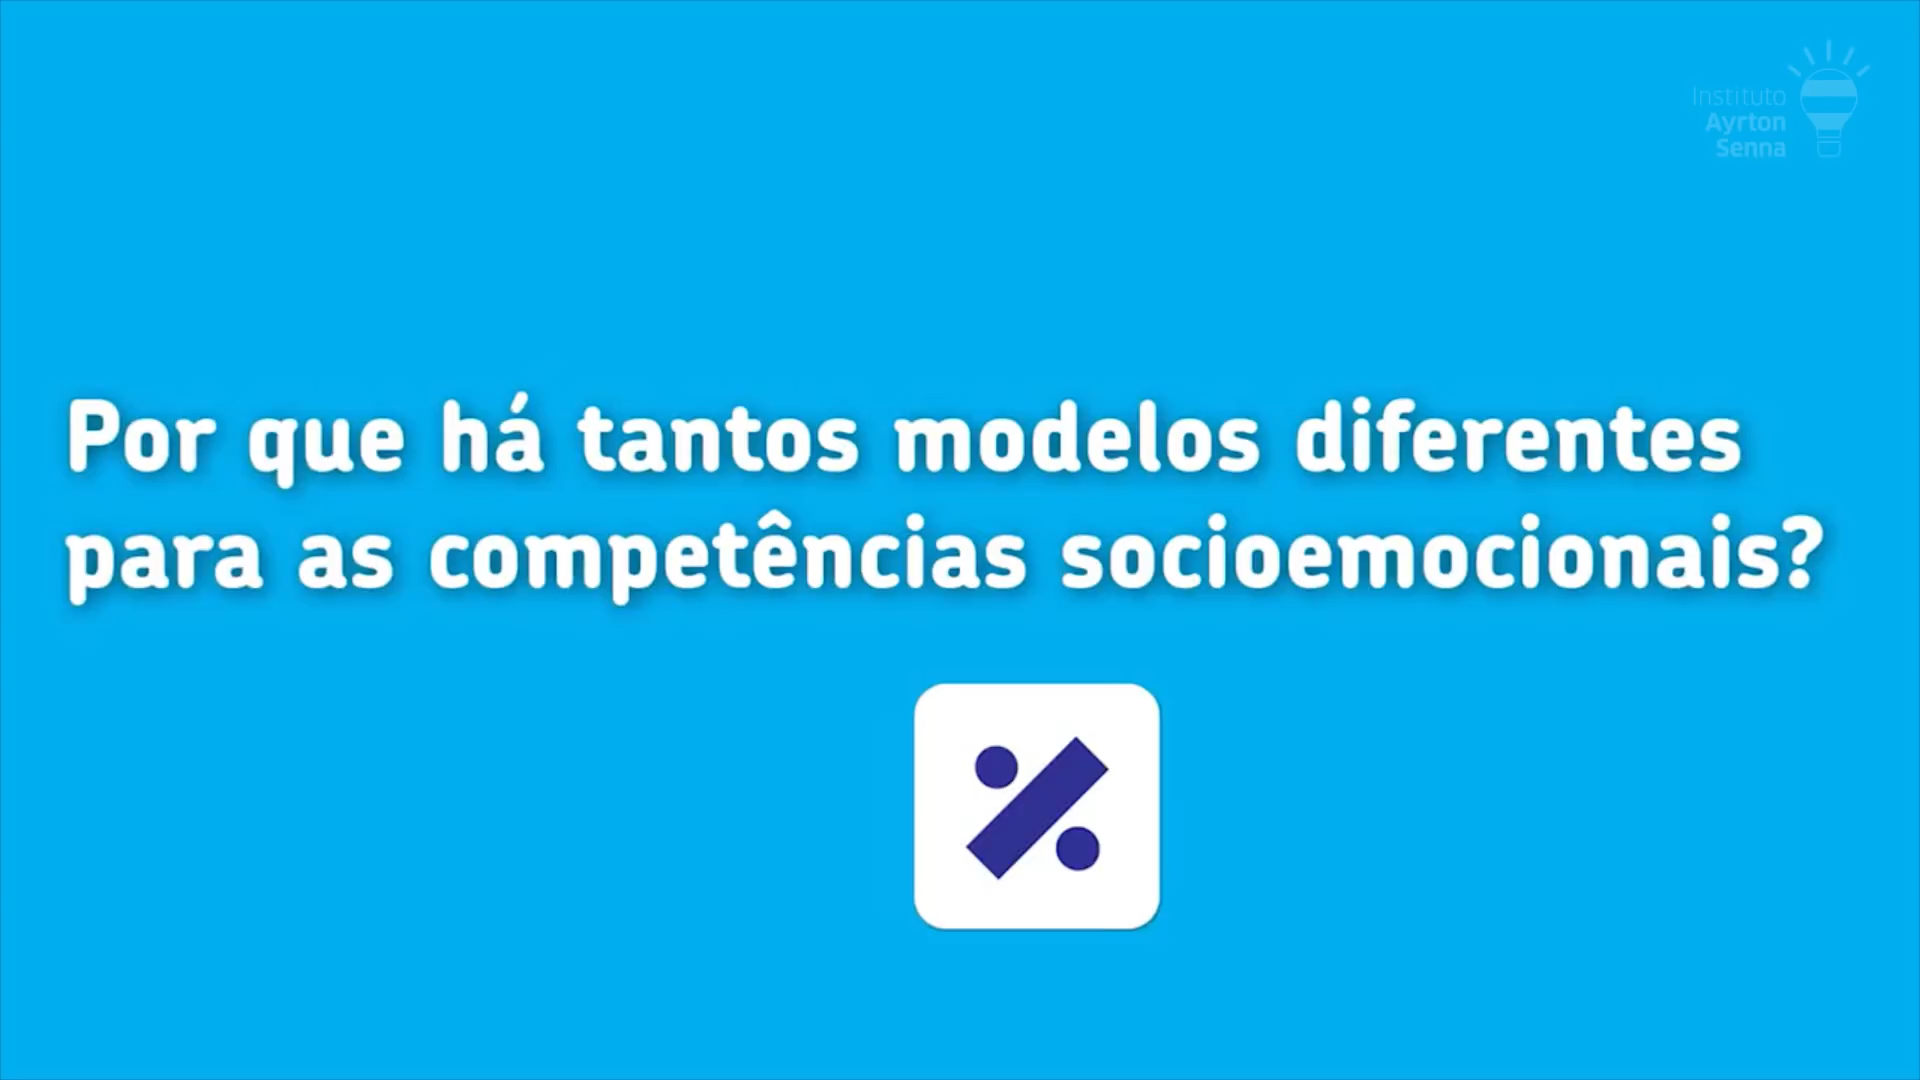 Instituto
Ayrton
Senna
Por que há tantos modelos diferentes
para as competências socioemocionais?